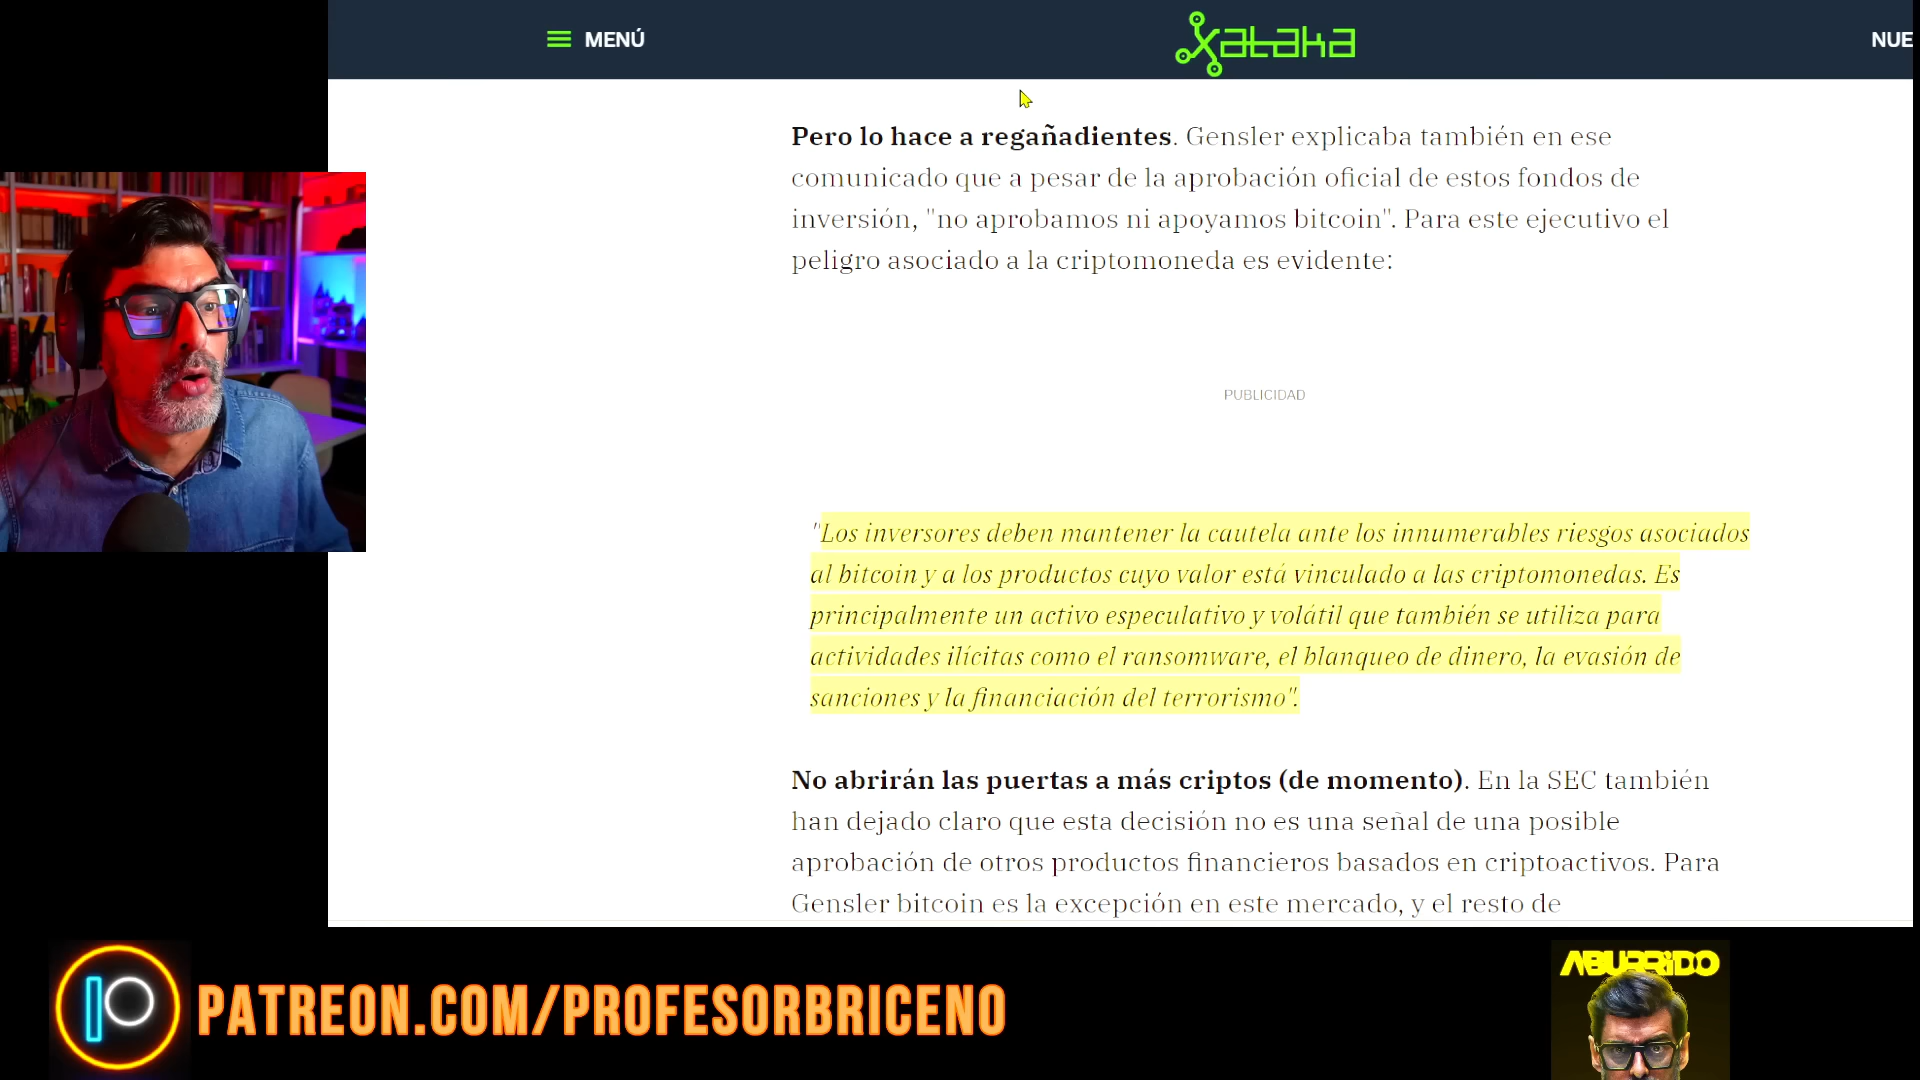 MENÚ
xataka
NUE
Pero lo hace a regañadientes. Gensler explicaba también en ese
comunicado que a pesar de la aprobación oficial de estos fondos de
inversión, "no aprobamos ni apoyamos bitcoin". Para este ejecutivo el
peligro asociado a la criptomoneda es evidente:
PUBLICIDAD
"Los inversores deben mantener la cautela ante los innumerables riesgos asociados
al bitcoin y a los productos cuyo valor está vinculado a las criptomonedas. Es
principalmente un activo especulativo y volátil que también se utiliza para
actividades ilícitas como el ransomware, el blanqueo de dinero, la evasión de
sanciones y la financiación del terrorismo".
No abrirán las puertas a más criptos (de momento). En la SEC también
han dejado claro que esta decisión no es una señal de una posible
aprobación de otros productos financieros basados en criptoactivos. Para
Gensler bitcoin es la excepción en este mercado, y el resto de
PATREON.COM/PROFESORBRICENO
ABURRIDO